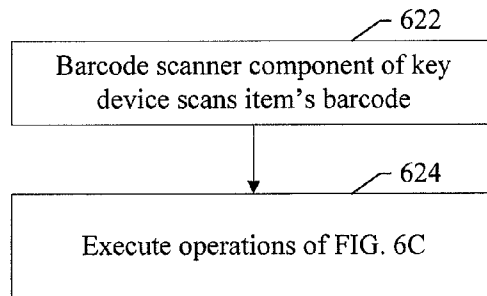 622
Barcode scanner component of key
device scans item's barcode
624
Execute operations of FIG. 6C